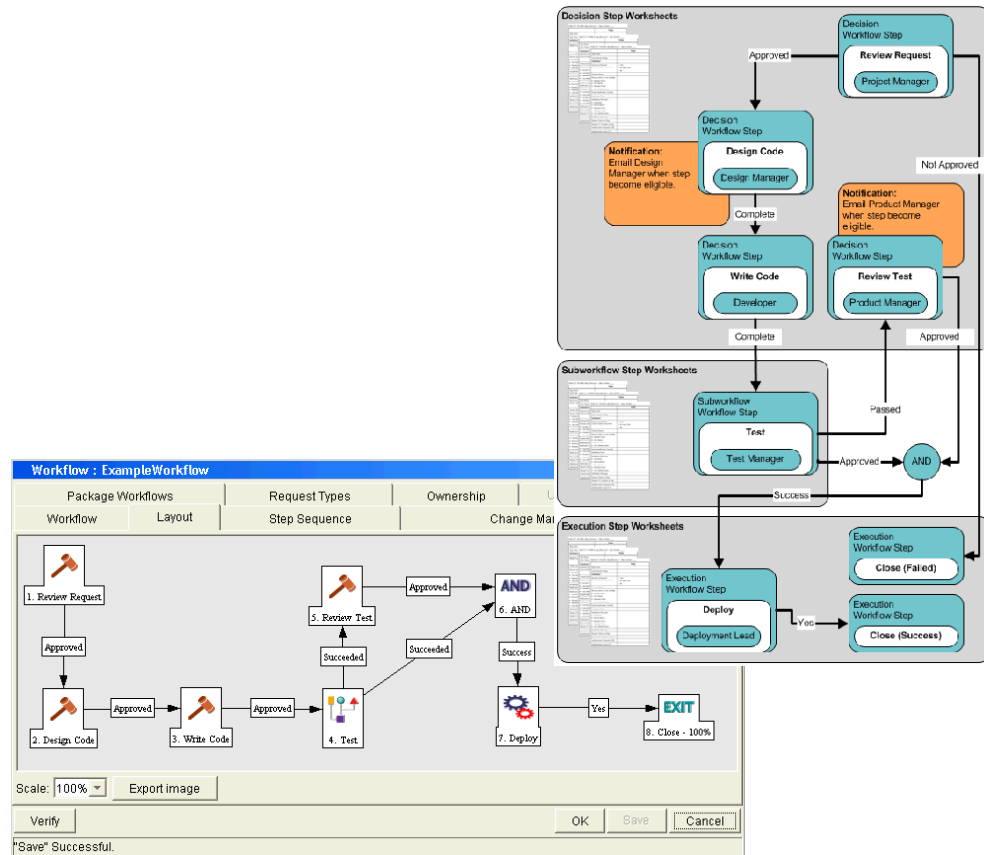 Decision Step Worksheets
Decision
Workflow Step
Review Request
Project Manager
Approved
Not Approved
Decision
Workflow Step
Design Code
Design Manager
Notification:
Email Design
Manager when step
become eligible.
Complete
Notification:
Email Product Manager
when step become
eligible.
Decision
Workflow Step
Write Code
Developer
Decision
Workflow Step
Review Test
Product Manager
Complete
Approved
Subworkflow Step Worksheets
Subworkflow
Workflow Step
Test
Test Manager
Passed
Approved
AND
Success
Execution Step Worksheets
Execution
Workflow Step
Deploy
Deployment Lead
Yes
Execution
Workflow Step
Close (Failed)
Execution
Workflow Step
Close (Success)
Workflow : ExampleWorkflow
Package Workflows
Request Types
Ownership
Workflow
Layout
Step Sequence
Change Ma
1. Review Request
Approved
2. Design Code
Approved
3. Write Code
Approved
4. Test
Succeeded
5. Review Test
Approved
Succeeded
AND
6. AND
Success
7. Deploy
Yes
EXIT
8. Close - 100%
Scale:
100%
Export image
Verify
OK
Save
Cancel
"Save" Successful.